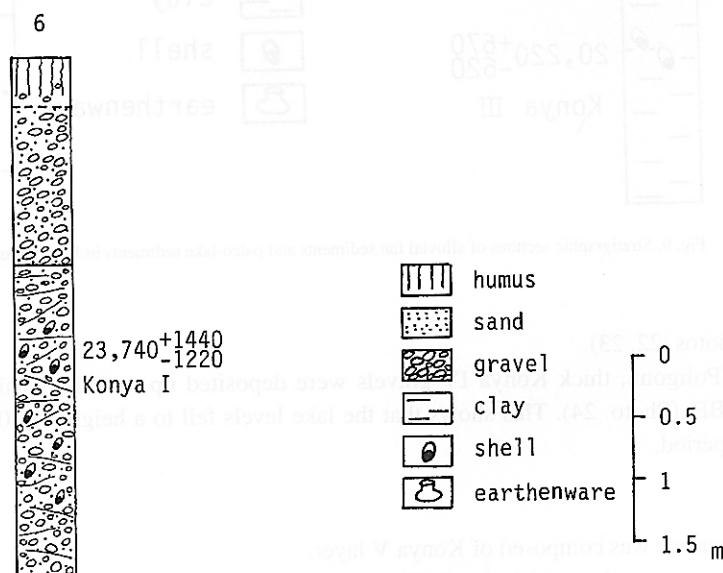 6
23,740 +1440
-1220
Konya I
humus
sand
gravel
clay
shell
earthenware
0
0.5
1
1.5 m